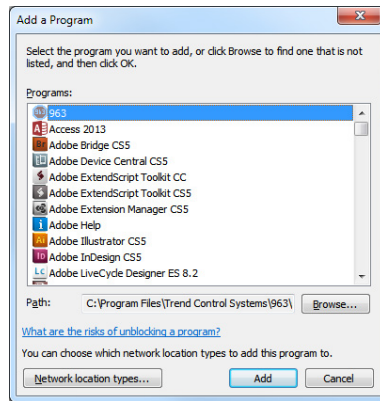 Add a Program
Select the program you want to add, or click Browse to find one that is not
listed, and then click OK.
Programs:
963
Access 2013
Adobe Bridge CS5
Adobe Device Central CS5
Adobe ExtendScript Toolkit CC
Adobe ExtendScript Toolkit CS5
Adobe Extension Manager CS5
Adobe Help
Adobe Illustrator CS5
Adobe InDesign CS5
Adobe LiveCycle Designer ES 8.2
Path: C:\Program Files\Trend Control Systems\963\ Browse...
What are the risks of unblocking a program?
You can choose which network location types to add this program to.
Network location types... Add Cancel